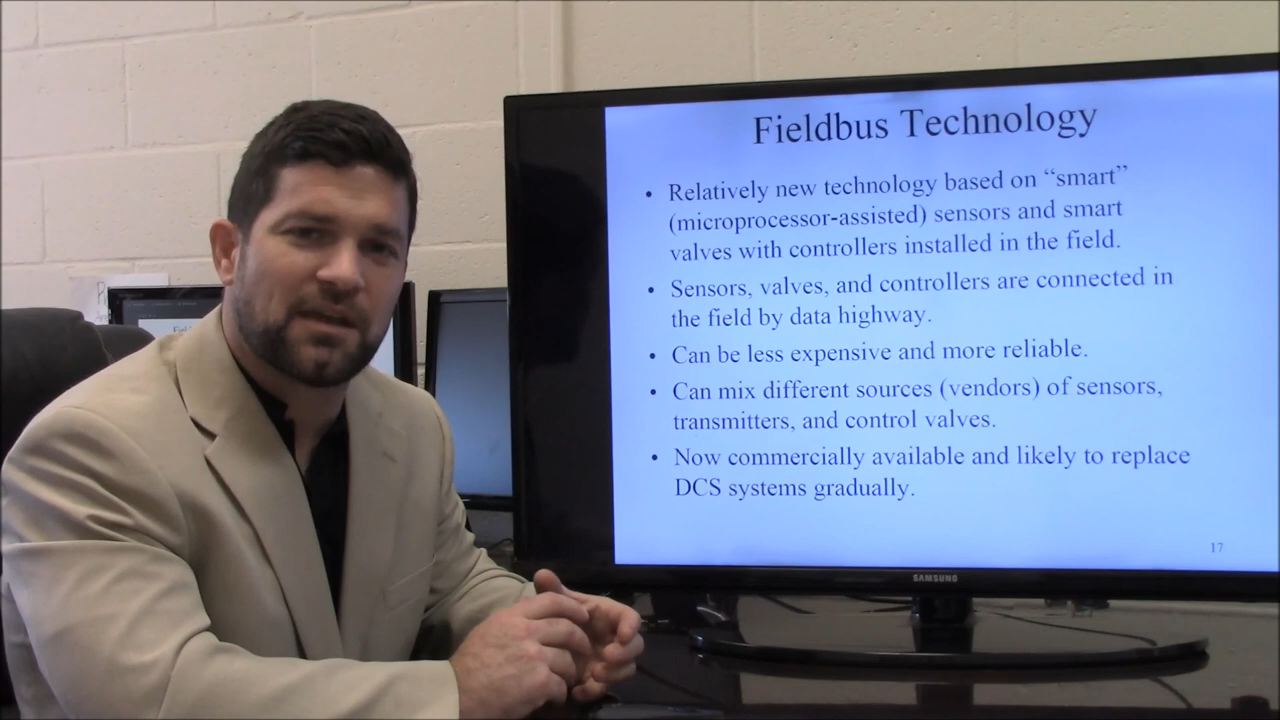 Fieldbus Technology
• Relatively new technology based on “smart”
(microprocessor-assisted) sensors and smart
valves with controllers installed in the field.
• Sensors, valves, and controllers are connected in
the field by data highway.
• Can be less expensive and more reliable.
• Can mix different sources (vendors) of sensors,
transmitters, and control valves.
• Now commercially available and likely to replace
DCS systems gradually.
17
SAMSUNG